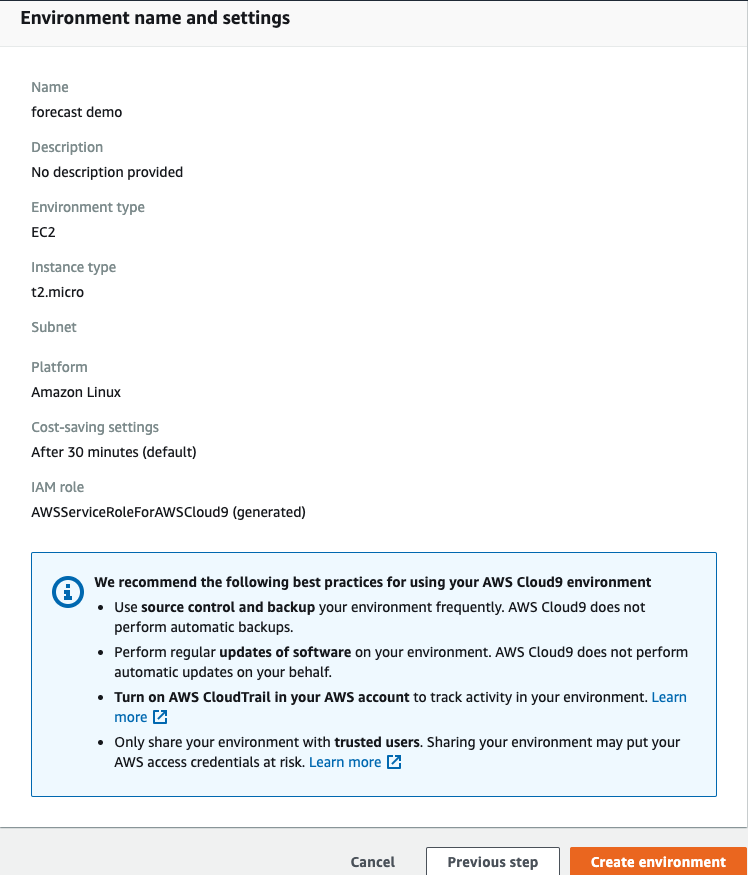 Environment name and settings
Name
forecast demo
Description
No description provided
Environment type
EC2
Instance type
t2.micro
Subnet
Platform
Amazon Linux
Cost-saving settings
After 30 minutes (default)
IAM role
AWSServiceRoleForAWSCloud9 (generated)
We recommend the following best practices for using your AWS Cloud9 environment
• Use source control and backup your environment frequently. AWS Cloud9 does not
perform automatic backups.
• Perform regular updates of software on your environment. AWS Cloud9 does not perform
automatic updates on your behalf.
• Turn on AWS CloudTrail in your AWS account to track activity in your environment. Learn
more
• Only share your environment with trusted users. Sharing your environment may put your
AWS access credentials at risk. Learn more
Cancel Previous step Create environment